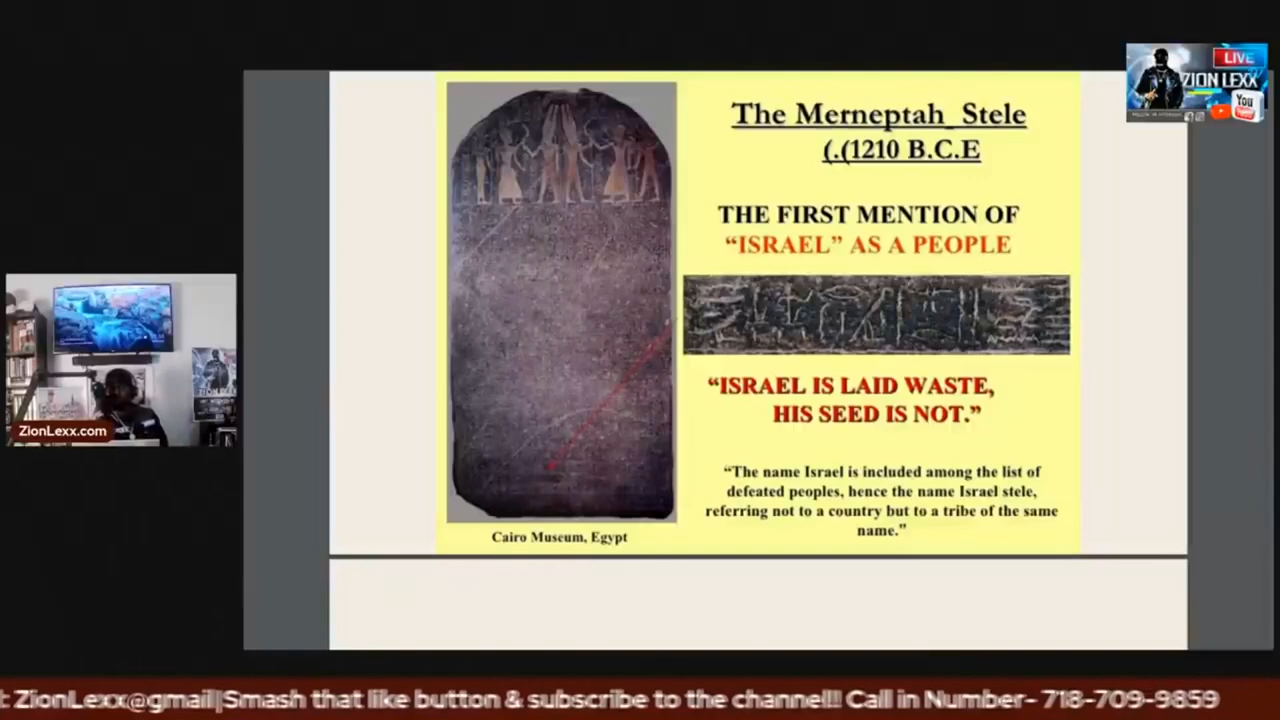 LIVE
ZION LEXX
You
Tube
The Merneptah_Stele
(.(1210 B.C.E
THE FIRST MENTION OF
“ISRAEL” AS A PEOPLE
“ISRAEL IS LAID WASTE,
HIS SEED IS NOT.”
“The name Israel is included among the list of
defeated peoples, hence the name Israel stele,
referring not to a country but to a tribe of the same
name.”
Cairo Museum, Egypt
ZionLexx.com
: ZionLexx@gmail|Smash that like button & subscribe to the channel!!! Call in Number- 718-709-9859